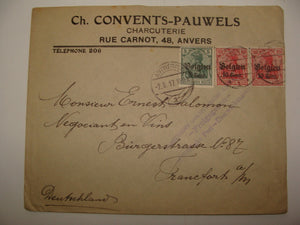 Ch. CONVENTS-PAUWELS
CHARCUTERIE
RUE CARNOT, 48, ANVERS
TÉLÉPHONE 206
Belgien
Belgien
Belgien
Monsieur Ernest Salomon
Négociant en Vins
Bürgerstrasse No 87
Francfort a/M
Deutschland